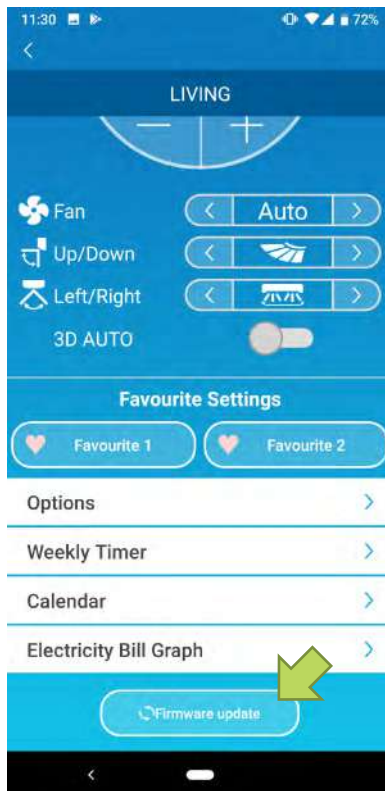 11:30 72%
LIVING
Fan Auto
Up/Down
Left/Right
3D AUTO
Favourite Settings
Favourite 1 Favourite 2
Options
Weekly Timer
Calendar
Electricity Bill Graph
Firmware update